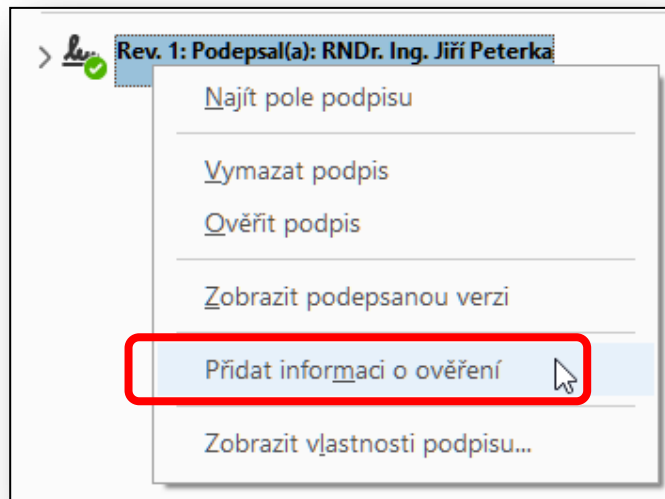 Rev. 1: Podepsal(a): RNDr. Ing. Jiří Peterka
Najít pole podpisu
Vymazat podpis
Ověřit podpis
Zobrazit podepsanou verzi
Přidat informaci o ověření
Zobrazit vlastnosti podpisu...